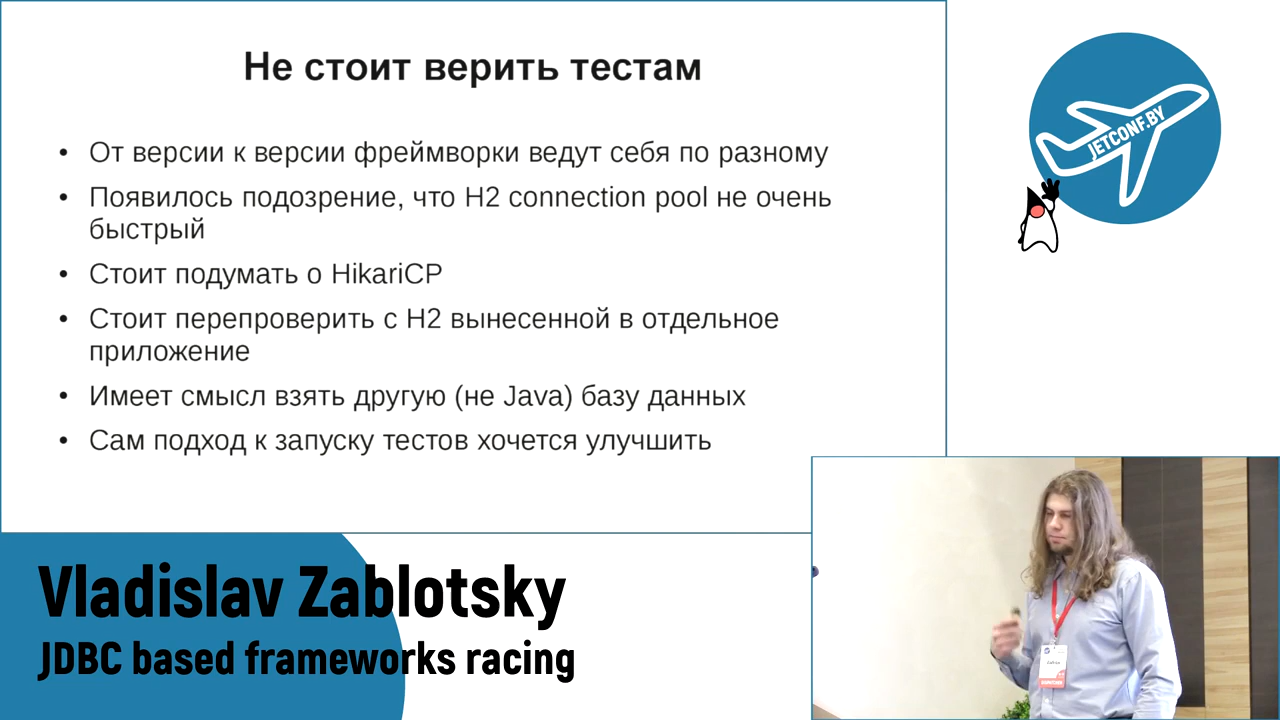 Не стоит верить тестам
• От версии к версии фреймворки ведут себя по разному
• Появилось подозрение, что H2 connection pool не очень
быстрый
• Стоит подумать о HikariCP
• Стоит перепроверить с H2 вынесенной в отдельное
приложение
• Имеет смысл взять другую (не Java) базу данных
• Сам подход к запуску тестов хочется улучшить
JETCONF.BY
Vladislav Zablotsky
JDBC based frameworks racing